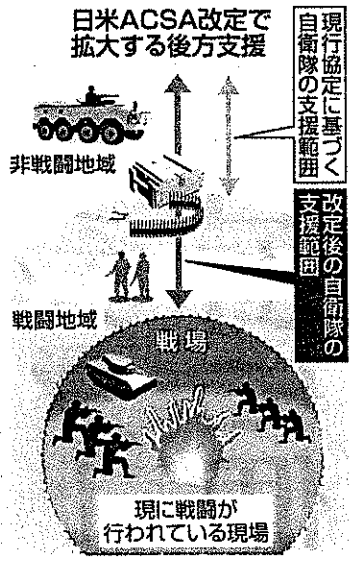 日米ACSA改定で
拡大する後方支援
現行協定に基づく
自衛隊の支援範囲
非戦闘地域
改定後の自衛隊の
支援範囲
戦闘地域
戦場
現に戦闘が
行われている現場